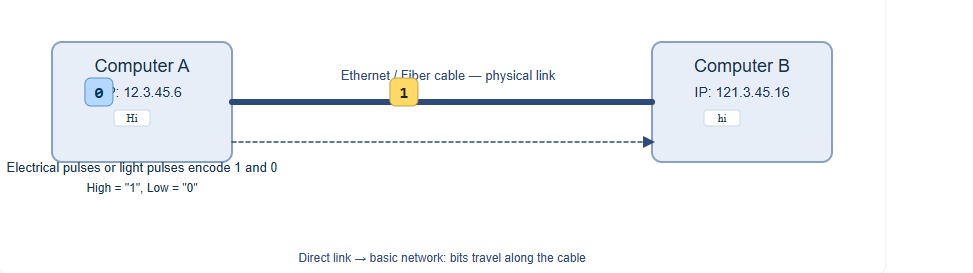 Computer A
0
: 12.3.45.6
Hi
Ethernet / Fiber cable — physical link
1
Computer B
IP: 121.3.45.16
hi
Electrical pulses or light pulses encode 1 and 0
High = "1", Low = "0"
Direct link → basic network: bits travel along the cable